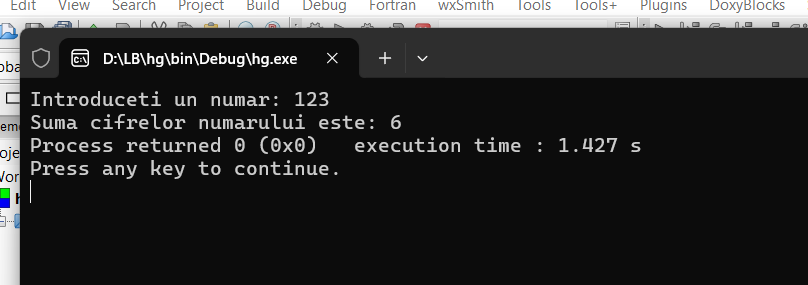 Edit View Search Project Build Debug Fortran wxSmith Tools Tools+ Plugins DoxyBlocks
D:\LB\hg\bin\Debug\hg.exe
Introduceti un numar: 123
Suma cifrelor numarului este: 6
Process returned 0 (0x0)   execution time : 1.427 s
Press any key to continue.